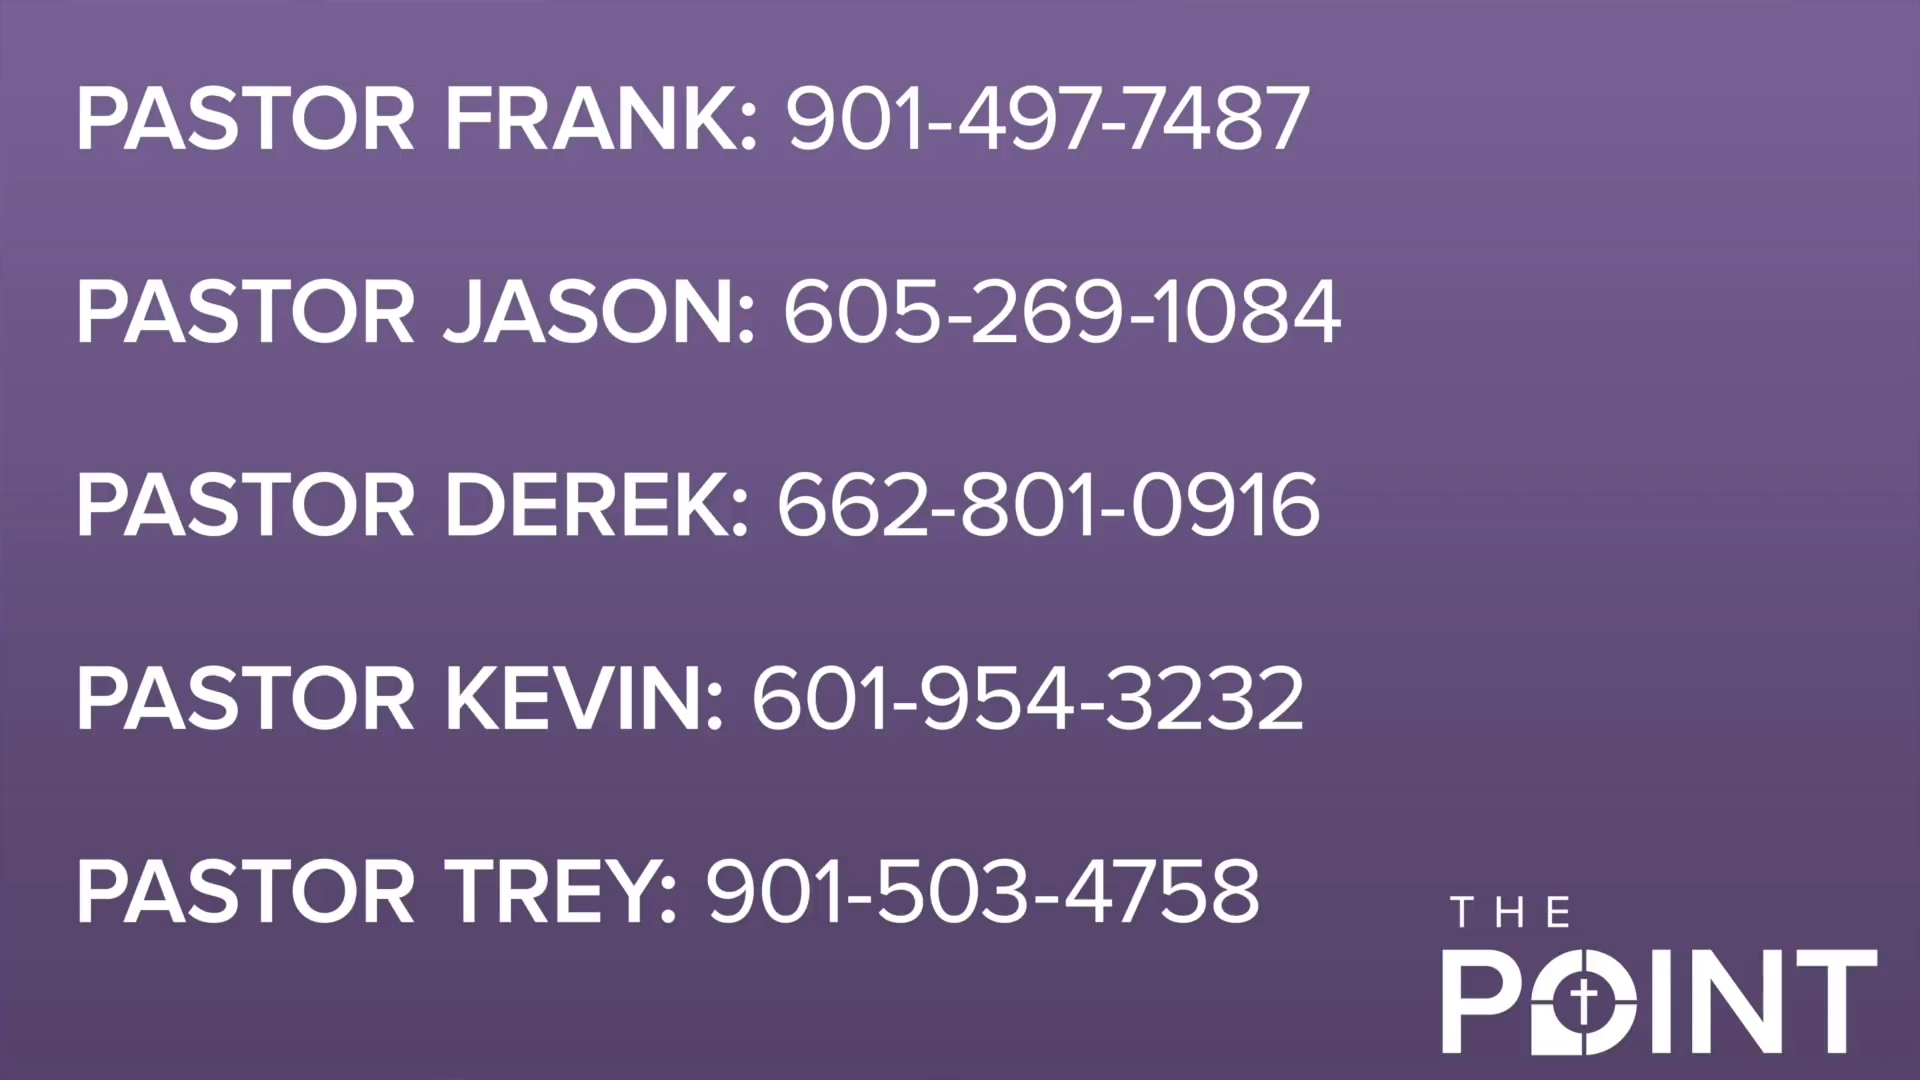 PASTOR FRANK: 901-497-7487
PASTOR JASON: 605-269-1084
PASTOR DEREK: 662-801-0916
PASTOR KEVIN: 601-954-3232
PASTOR TREY: 901-503-4758
THE
POINT